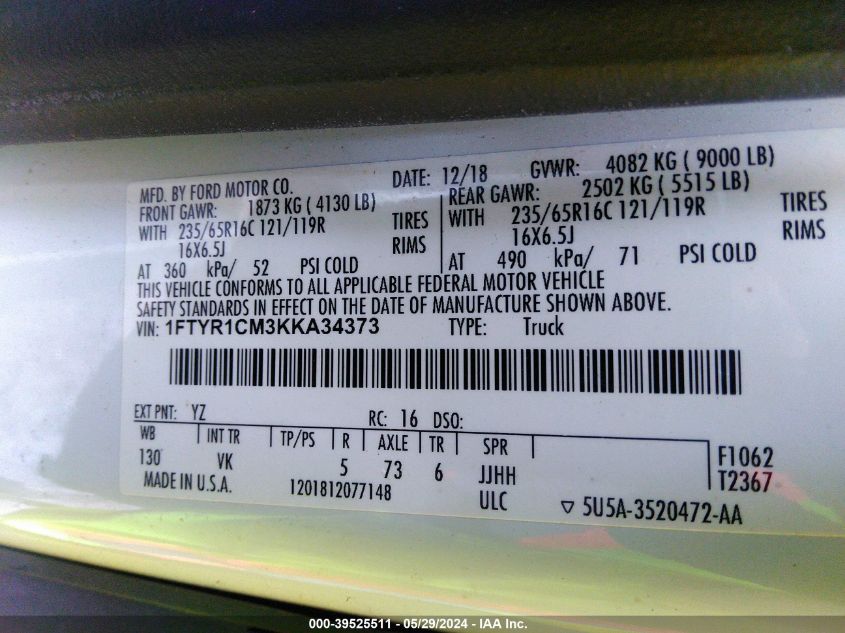 MFD. BY FORD MOTOR CO. DATE: 12/18 GVWR: 4082 KG ( 9000 LB)
FRONT GAWR: 1873 KG ( 4130 LB) REAR GAWR: 2502 KG ( 5515 LB)
WITH 235/65R16C 121/119R TIRES WITH 235/65R16C 121/119R TIRES
16X6.5J RIMS 16X6.5J RIMS
AT 360 kPa/ 52 PSI COLD AT 490 kPa/ 71 PSI COLD
THIS VEHICLE CONFORMS TO ALL APPLICABLE FEDERAL MOTOR VEHICLE
SAFETY STANDARDS IN EFFECT ON THE DATE OF MANUFACTURE SHOWN ABOVE.
VIN: 1FTYR1CM3KKA34373 TYPE: Truck
EXT PNT: YZ RC: 16 DSO:
WB INT TR TP/PS R AXLE TR SPR F1062
130 VK 5 73 6 JJHH T2367
MADE IN U.S.A. 1201812077148 ULC ▽ 5U5A-3520472-AA
000-39525511 - 05/29/2024 - IAA Inc.